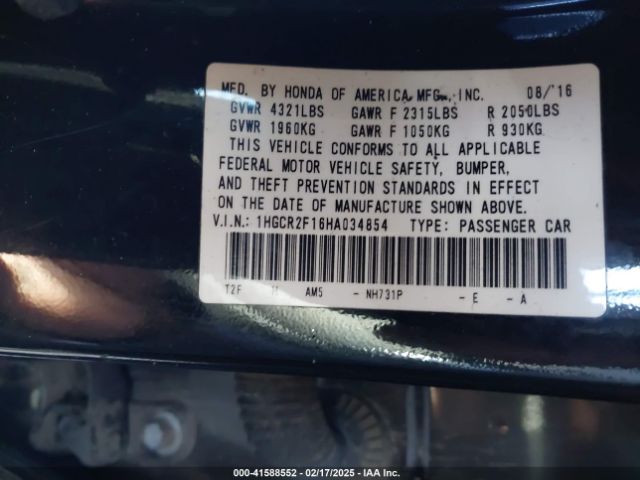 MFD. BY HONDA OF AMERICA MFG., INC. 08/'16
GVWR 4321LBS GAWR F 2315LBS R 2050LBS
GVWR 1960KG GAWR F 1050KG R 930KG
THIS VEHICLE CONFORMS TO ALL APPLICABLE
FEDERAL MOTOR VEHICLE SAFETY, BUMPER,
AND THEFT PREVENTION STANDARDS IN EFFECT
ON THE DATE OF MANUFACTURE SHOWN ABOVE.
V.I.N.: 1HGCR2F16HA034854 TYPE: PASSENGER CAR
T2F AM5 - NH731P - E - A
000-41588552 — 02/17/2025 — IAA Inc.